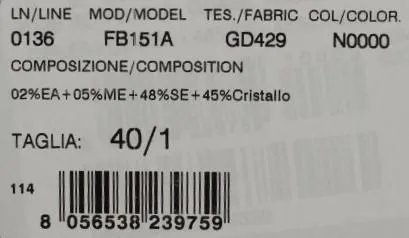 LN/LINE MOD/MODEL TES./FABRIC COL/COLOR.
0136 FB151A GD429 N0000
COMPOSIZIONE/COMPOSITION
02%EA+05%ME+48%SE+45%Cristallo
TAGLIA: 40/1
114
8 056538 239759